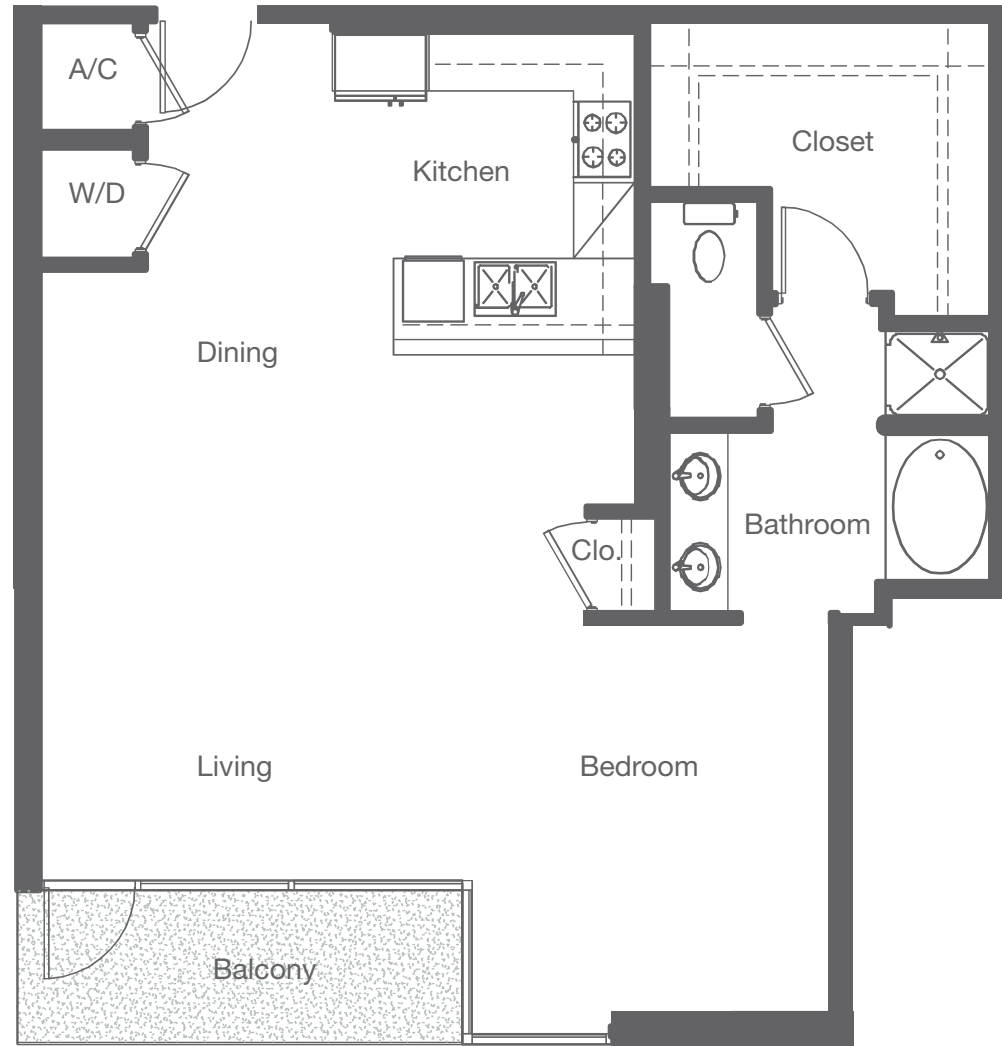 A/C
Closet
Kitchen
W/D
Dining
Bathroom
Clo.
Living
Bedroom
Balcony